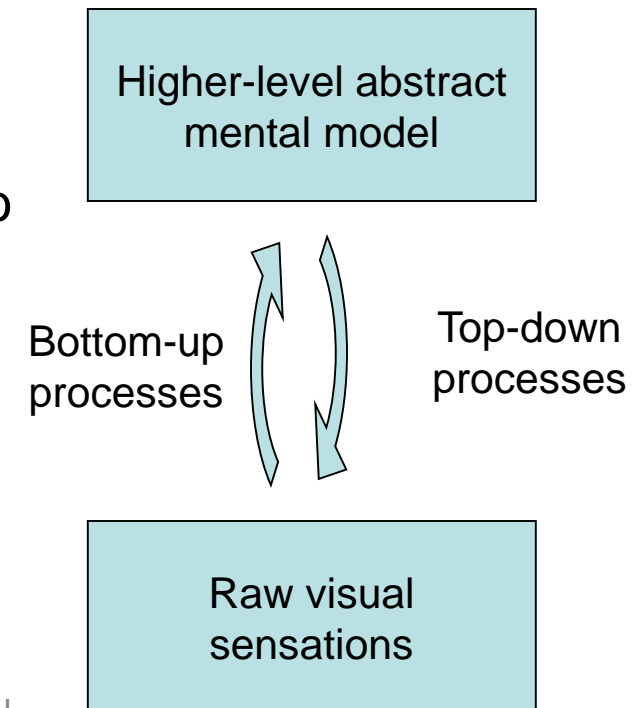 Higher-level abstract
mental model
Bottom-up
processes
Top-down
processes
Raw visual
sensations